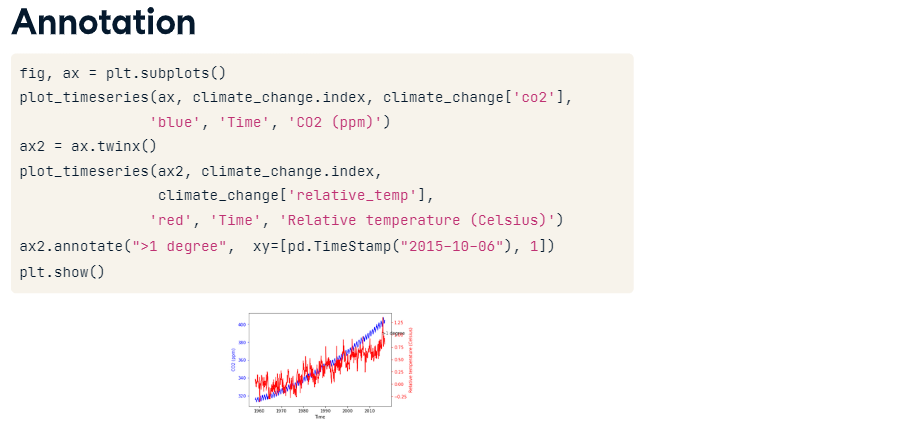 Annotation
fig, ax = plt.subplots()
plot_timeseries(ax, climate_change.index, climate_change['co2'],
'blue', 'Time', 'CO2 (ppm)')
ax2 = ax.twinx()
plot_timeseries(ax2, climate_change.index,
climate_change['relative_temp'],
'red', 'Time', 'Relative temperature (Celsius)')
ax2.annotate(">1 degree",  xy=[pd.TimeStamp("2015-10-06"), 1])
plt.show()
CO2 (ppm)
400
380
360
340
320
1.25
degree
0.75
0.50
0.25
0.00
−0.25
Relative temperature (Celsius)
1960 1970 1980 1990 2000 2010
Time